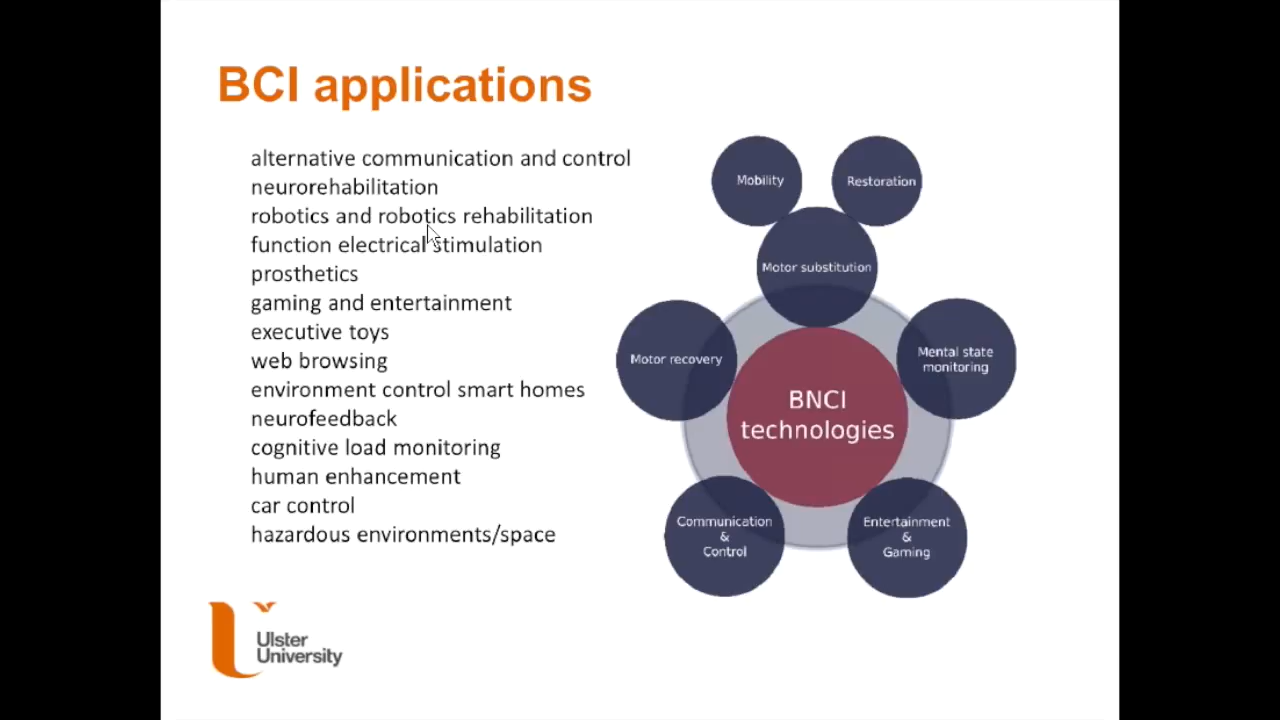 BCI applications
alternative communication and control
neurorehabilitation
robotics and robotics rehabilitation
function electrical stimulation
prosthetics
gaming and entertainment
executive toys
web browsing
environment control smart homes
neurofeedback
cognitive load monitoring
human enhancement
car control
hazardous environments/space
Mobility
Restoration
Motor substitution
Motor recovery
Mental state
monitoring
BNCI
technologies
Communication
&
Control
Entertainment
&
Gaming
Ulster
University